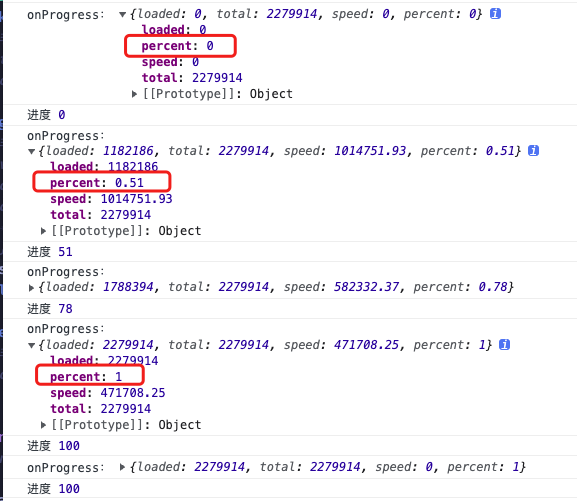 onProgress: ▼{loaded: 0, total: 2279914, speed: 0, percent: 0} i
loaded: 0
percent: 0
speed: 0
total: 2279914
▶ [[Prototype]]: Object
进度 0
onProgress:
▼{loaded: 1182186, total: 2279914, speed: 1014751.93, percent: 0.51} i
loaded: 1182186
percent: 0.51
speed: 1014751.93
total: 2279914
▶ [[Prototype]]: Object
进度 51
onProgress:
▶{loaded: 1788394, total: 2279914, speed: 582332.37, percent: 0.78}
进度 78
onProgress:
▼{loaded: 2279914, total: 2279914, speed: 471708.25, percent: 1} i
loaded: 2279914
percent: 1
speed: 471708.25
total: 2279914
▶ [[Prototype]]: Object
进度 100
onProgress: ▶{loaded: 2279914, total: 2279914, speed: 0, percent: 1}
进度 100